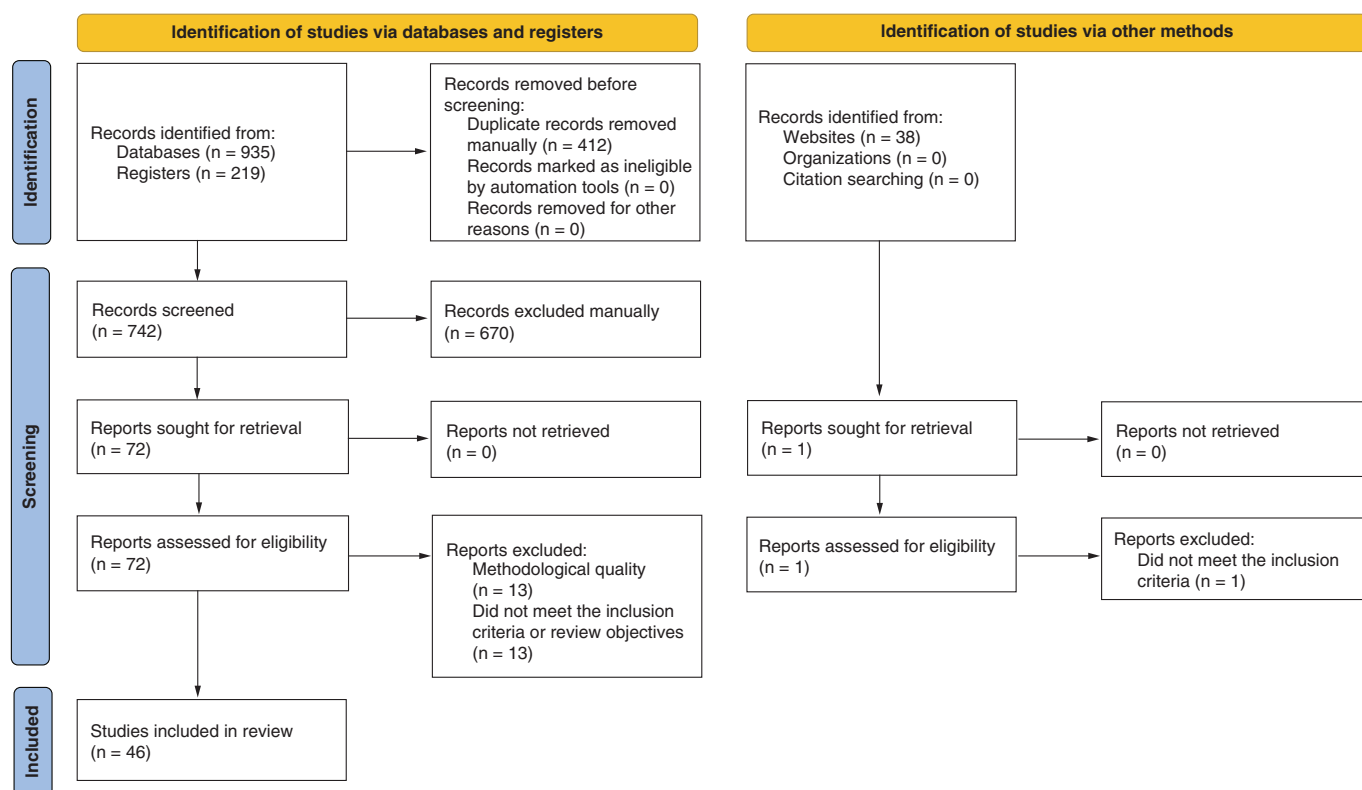 Identification of studies via databases and registers
Identification of studies via other methods
Identification
Records identified from:
Databases (n = 935)
Registers (n = 219)
Records removed before
screening:
Duplicate records removed
manually (n = 412)
Records marked as ineligible
by automation tools (n = 0)
Records removed for other
reasons (n = 0)
Records identified from:
Websites (n = 38)
Organizations (n = 0)
Citation searching (n = 0)
Screening
Records screened
(n = 742)
Records excluded manually
(n = 670)
Reports sought for retrieval
(n = 72)
Reports not retrieved
(n = 0)
Reports sought for retrieval
(n = 1)
Reports not retrieved
(n = 0)
Reports assessed for eligibility
(n = 72)
Reports excluded:
Methodological quality
(n = 13)
Did not meet the inclusion
criteria or review objectives
(n = 13)
Reports assessed for eligibility
(n = 1)
Reports excluded:
Did not meet the inclusion
criteria (n = 1)
Included
Studies included in review
(n = 46)